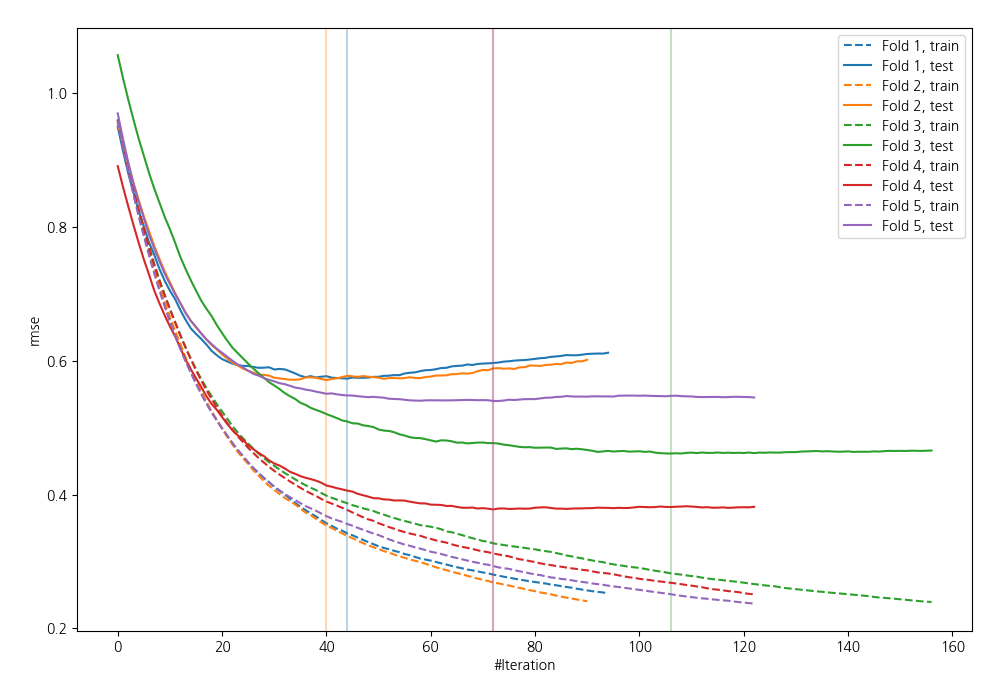 1.0
0.8
0.6
0.4
0.2
rmse
0
20
40
60
80
100
120
140
160
#Iteration
Fold 1, train
Fold 1, test
Fold 2, train
Fold 2, test
Fold 3, train
Fold 3, test
Fold 4, train
Fold 4, test
Fold 5, train
Fold 5, test